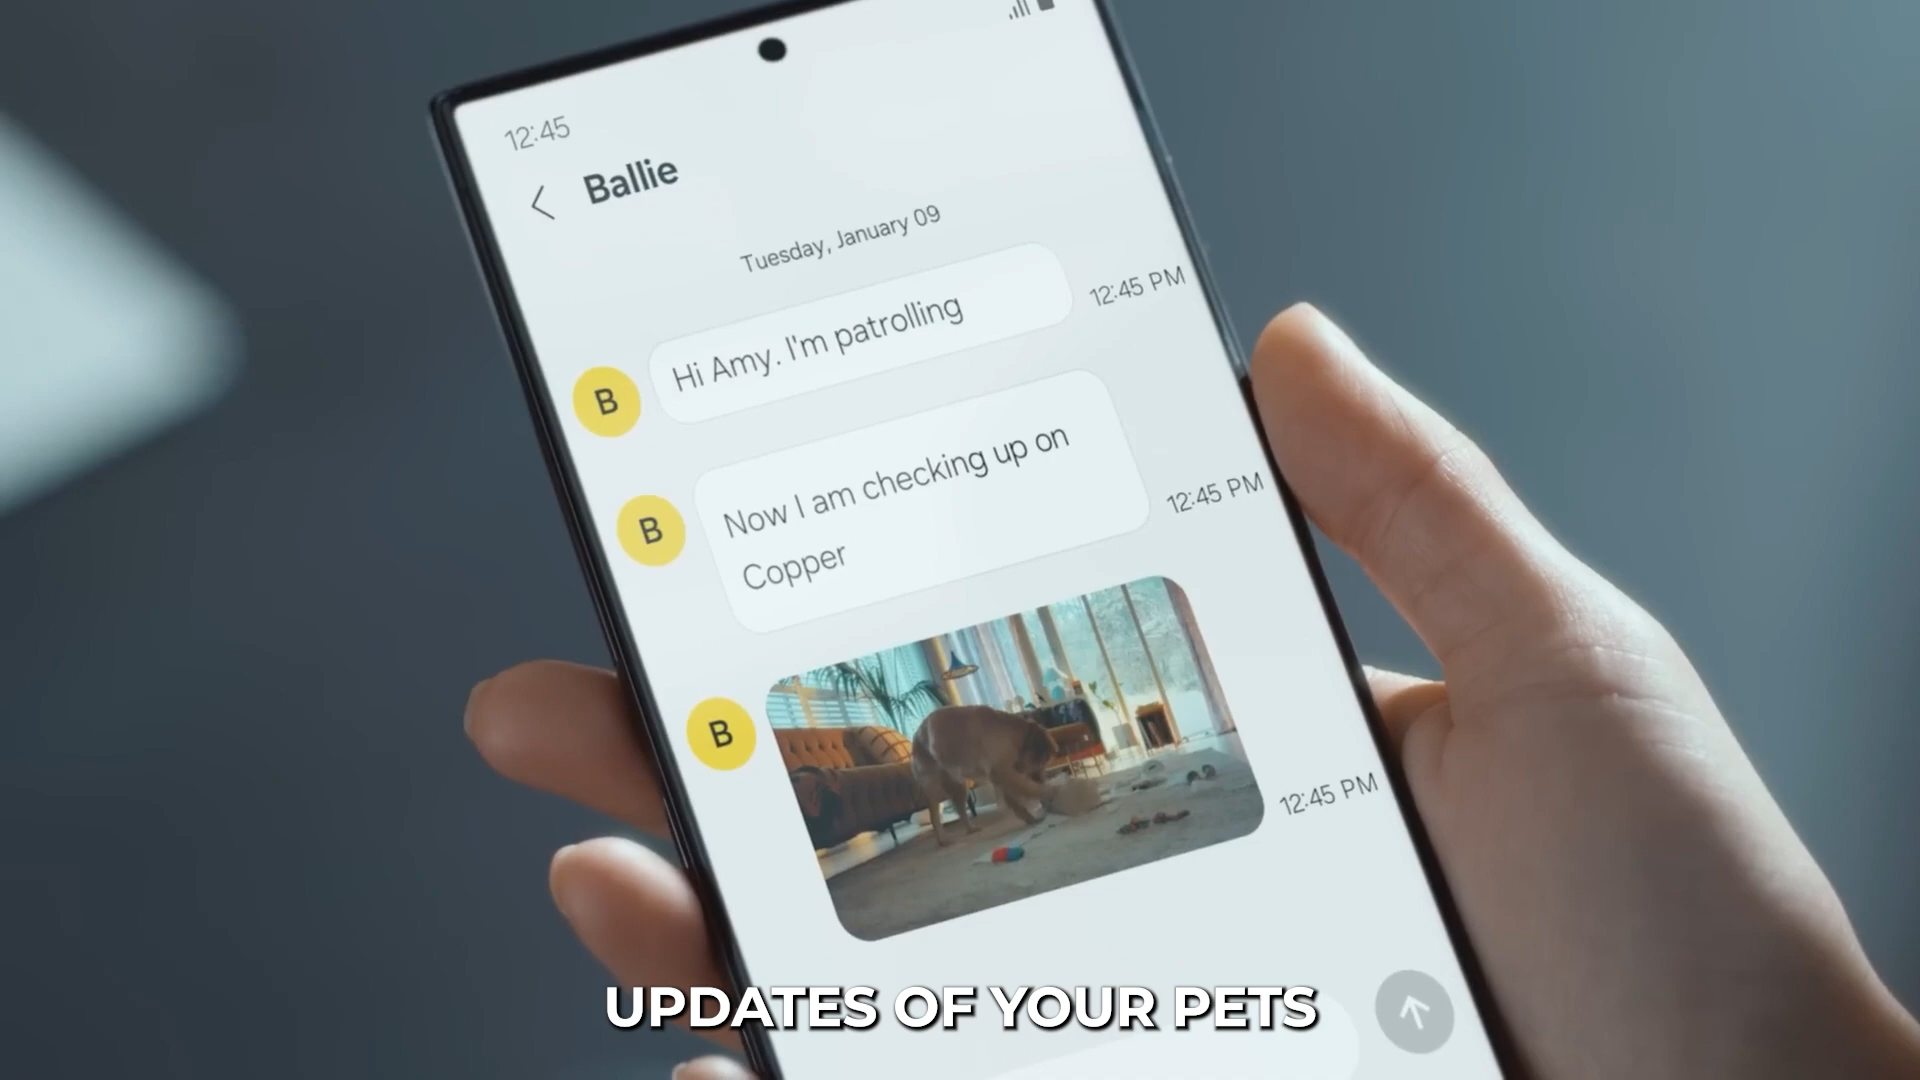 12:45
Ballie
Tuesday, January 09
Hi Amy. I'm patrolling
12:45 PM
B
Now I am checking up on
Copper
12:45 PM
B
B
12:45 PM
UPDATES OF YOUR PETS